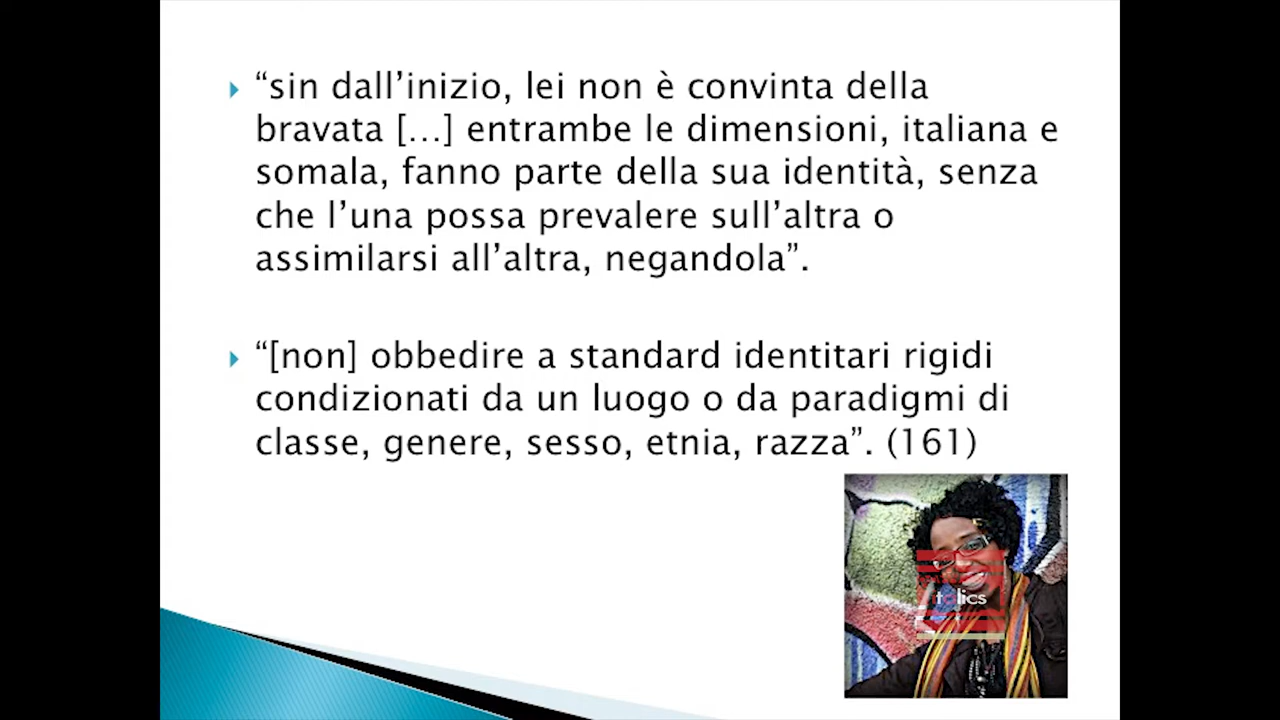 “sin dall’inizio, lei non è convinta della
bravata […] entrambe le dimensioni, italiana e
somala, fanno parte della sua identità, senza
che l’una possa prevalere sull’altra o
assimilarsi all’altra, negandola”.
“[non] obbedire a standard identitari rigidi
condizionati da un luogo o da paradigmi di
classe, genere, sesso, etnia, razza”. (161)
italics